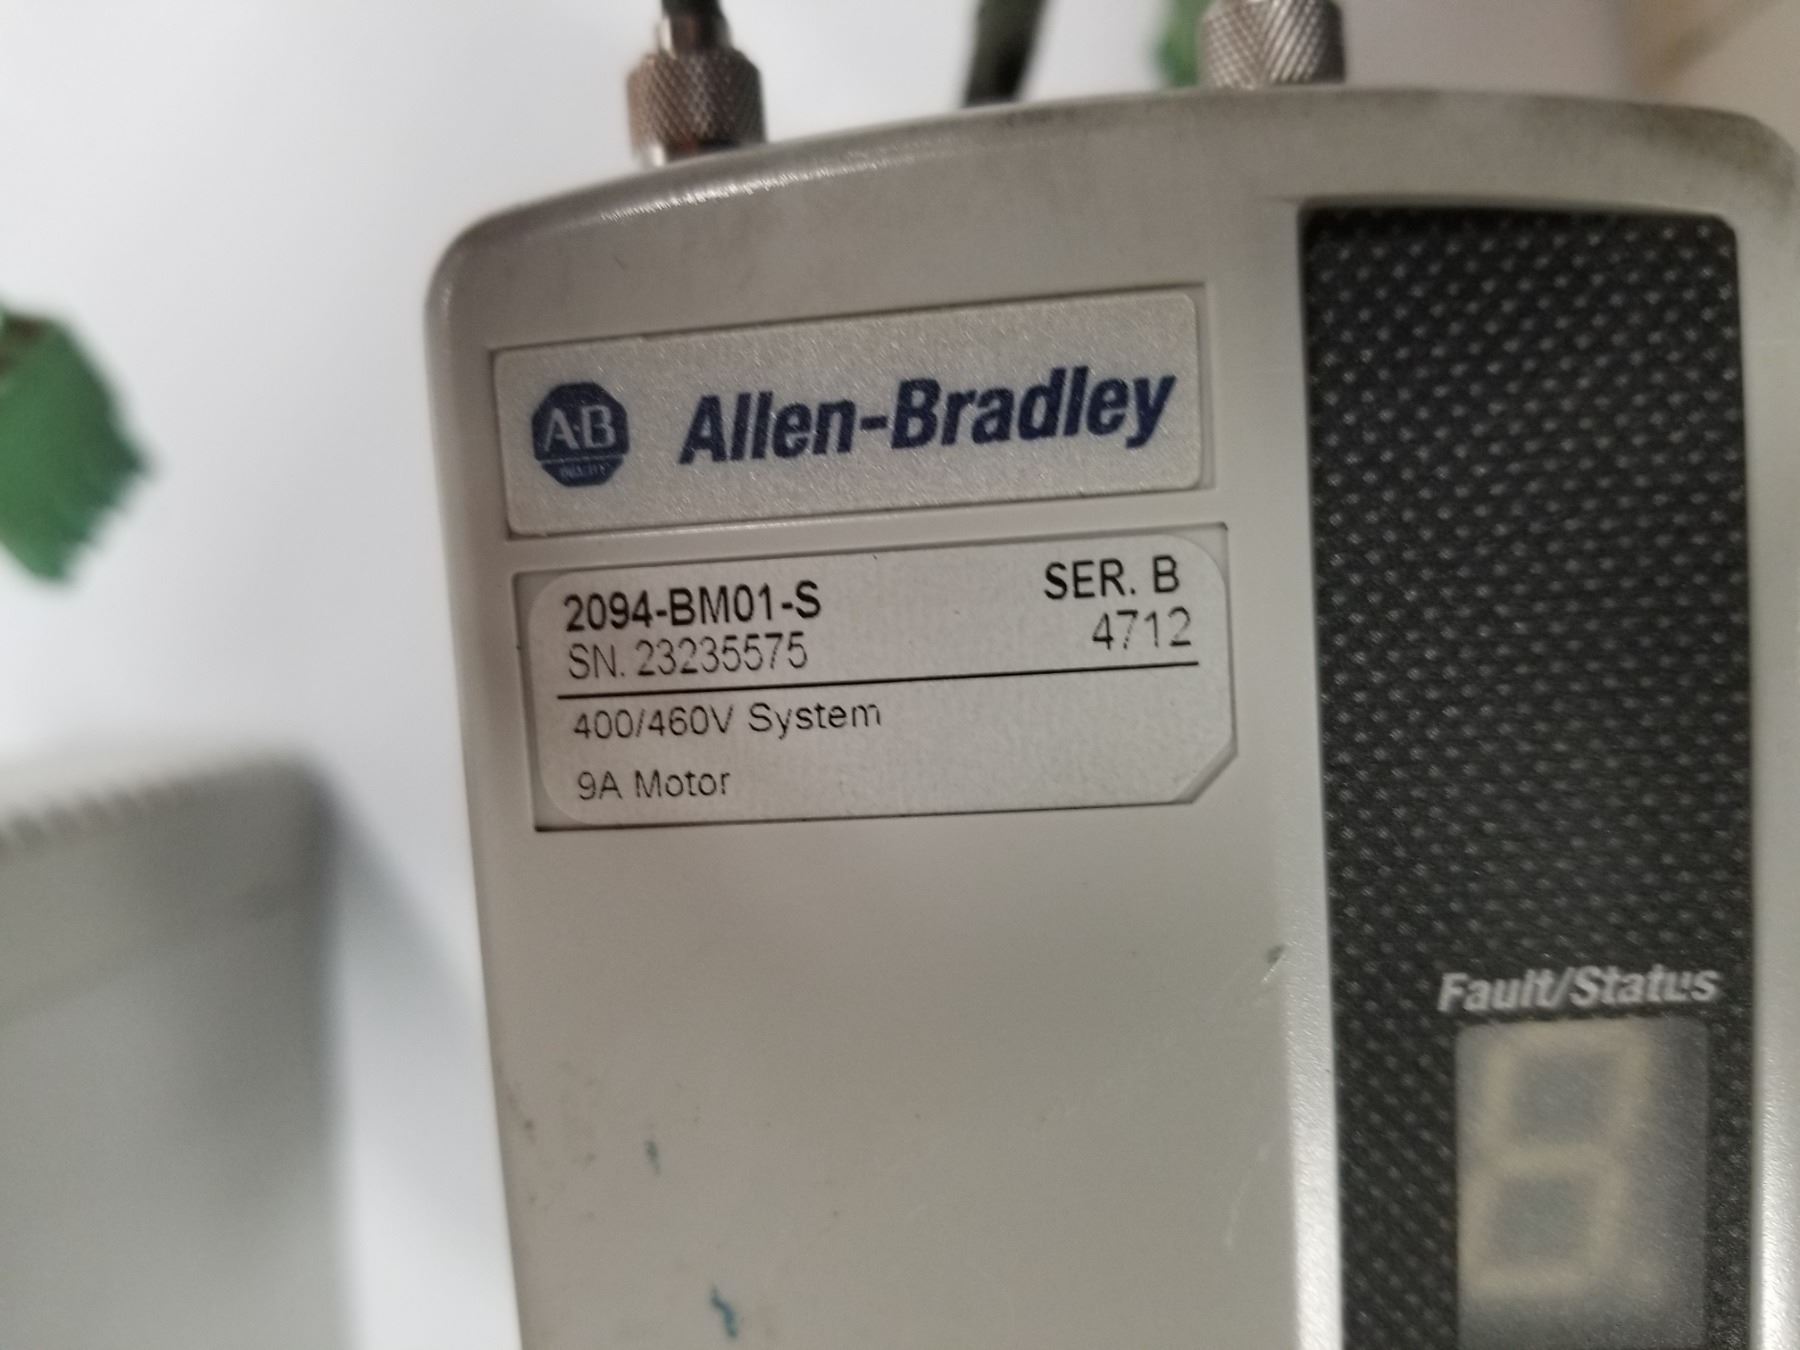 A·B
Allen-Bradley
2094-BM01-S SER. B
SN. 23235575 4712
400/460V System
9A Motor
Fault/Status